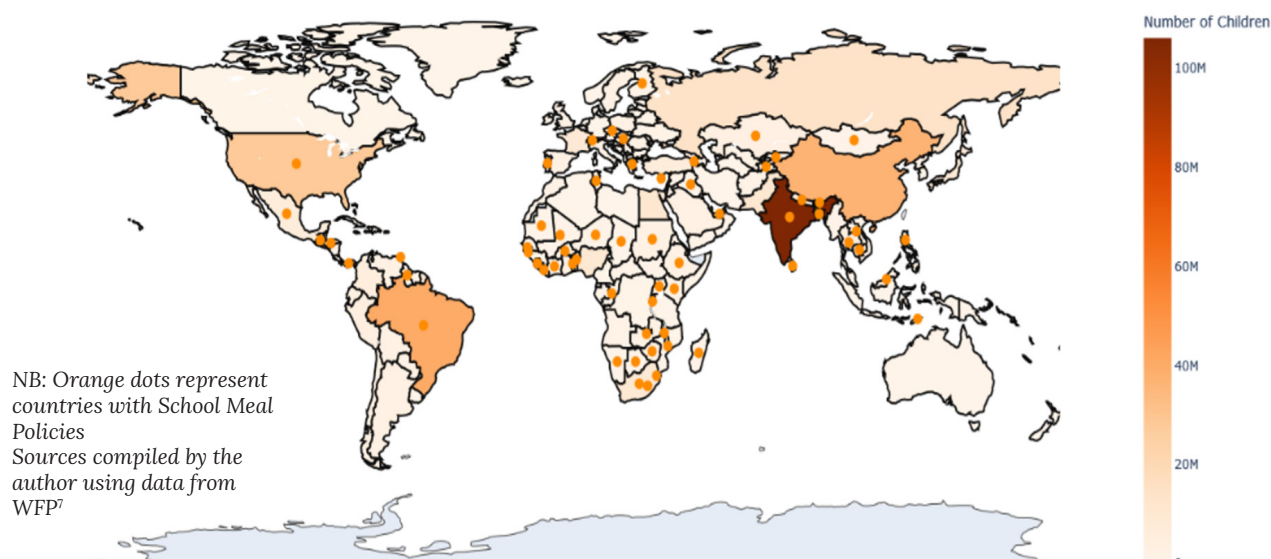 Number of Children
100M
80M
60M
40M
20M
NB: Orange dots represent
countries with School Meal
Policies
Sources compiled by the
author using data from
WFP⁷